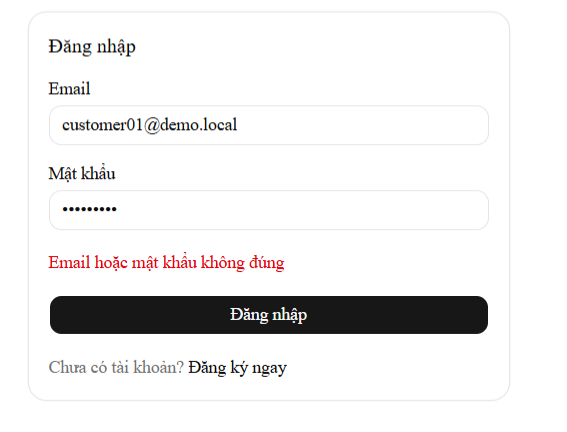 Đăng nhập
Email
customer01@demo.local
Mật khẩu
•••••••••
Email hoặc mật khẩu không đúng
Đăng nhập
Chưa có tài khoản? Đăng ký ngay